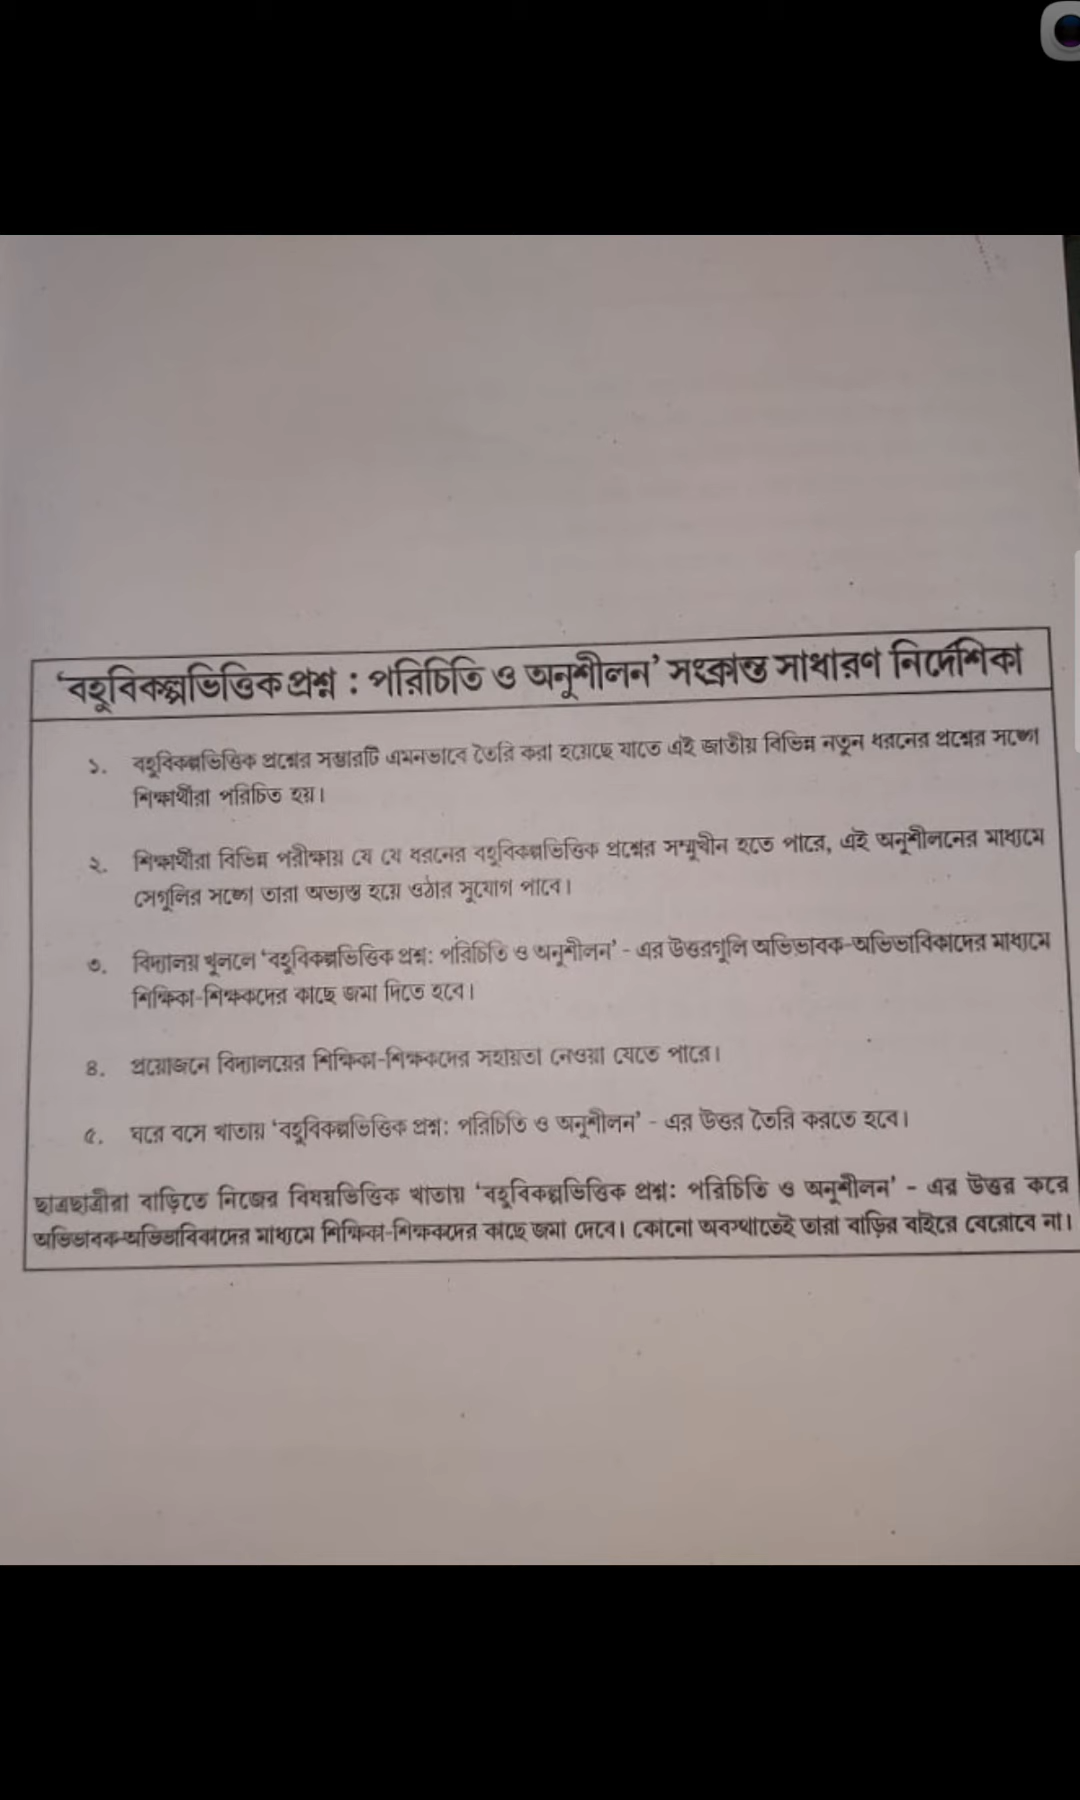 'বহুবিকল্পভিত্তিক প্রশ্ন : পরিচিতি ও অনুশীলন' সংক্রান্ত সাধারণ নির্দেশিকা
১. বহুবিকল্পভিত্তিক প্রশ্নের সম্ভারটি এমনভাবে তৈরি করা হয়েছে যাতে এই জাতীয় বিভিন্ন নতুন ধরনের প্রশ্নের সঙ্গে
শিক্ষার্থীরা পরিচিত হয়।
২. শিক্ষার্থীরা বিভিন্ন পরীক্ষায় যে যে ধরনের বহুবিকল্পভিত্তিক প্রশ্নের সম্মুখীন হতে পারে, এই অনুশীলনের মাধ্যমে
সেগুলির সঙ্গে তারা অভ্যস্ত হয়ে ওঠার সুযোগ পাবে।
৩. বিদ্যালয় খুললে 'বহুবিকল্পভিত্তিক প্রশ্ন: পরিচিতি ও অনুশীলন' - এর উত্তরগুলি অভিভাবক-অভিভাবিকাদের মাধ্যমে
শিক্ষিকা-শিক্ষকদের কাছে জমা দিতে হবে।
৪. প্রয়োজনে বিদ্যালয়ের শিক্ষিকা-শিক্ষকদের সহায়তা নেওয়া যেতে পারে।
৫. ঘরে বসে খাতায় 'বহুবিকল্পভিত্তিক প্রশ্ন: পরিচিতি ও অনুশীলন' - এর উত্তর তৈরি করতে হবে।
ছাত্রছাত্রীরা বাড়িতে নিজের বিষয়ভিত্তিক খাতায় 'বহুবিকল্পভিত্তিক প্রশ্ন: পরিচিতি ও অনুশীলন' - এর উত্তর করে
অভিভাবক-অভিভাবিকাদের মাধ্যমে শিক্ষিকা-শিক্ষকদের কাছে জমা দেবে। কোনো অবস্থাতেই তারা বাড়ির বাইরে বেরোবে না।